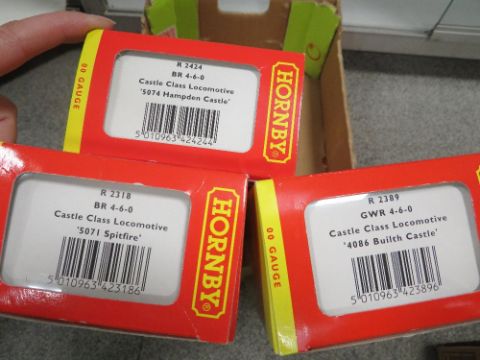 R 2424
BR 4-6-0
Castle Class Locomotive
'5074 Hampden Castle'
5 010963 424244
HORNBY
00 GAUGE
R 2318
BR 4-6-0
Castle Class Locomotive
'5071 Spitfire'
5 010963 423186
HORNBY
R 2389
GWR 4-6-0
Castle Class Locomotive
'4086 Builth Castle'
5 010963 423896
00 GAUGE